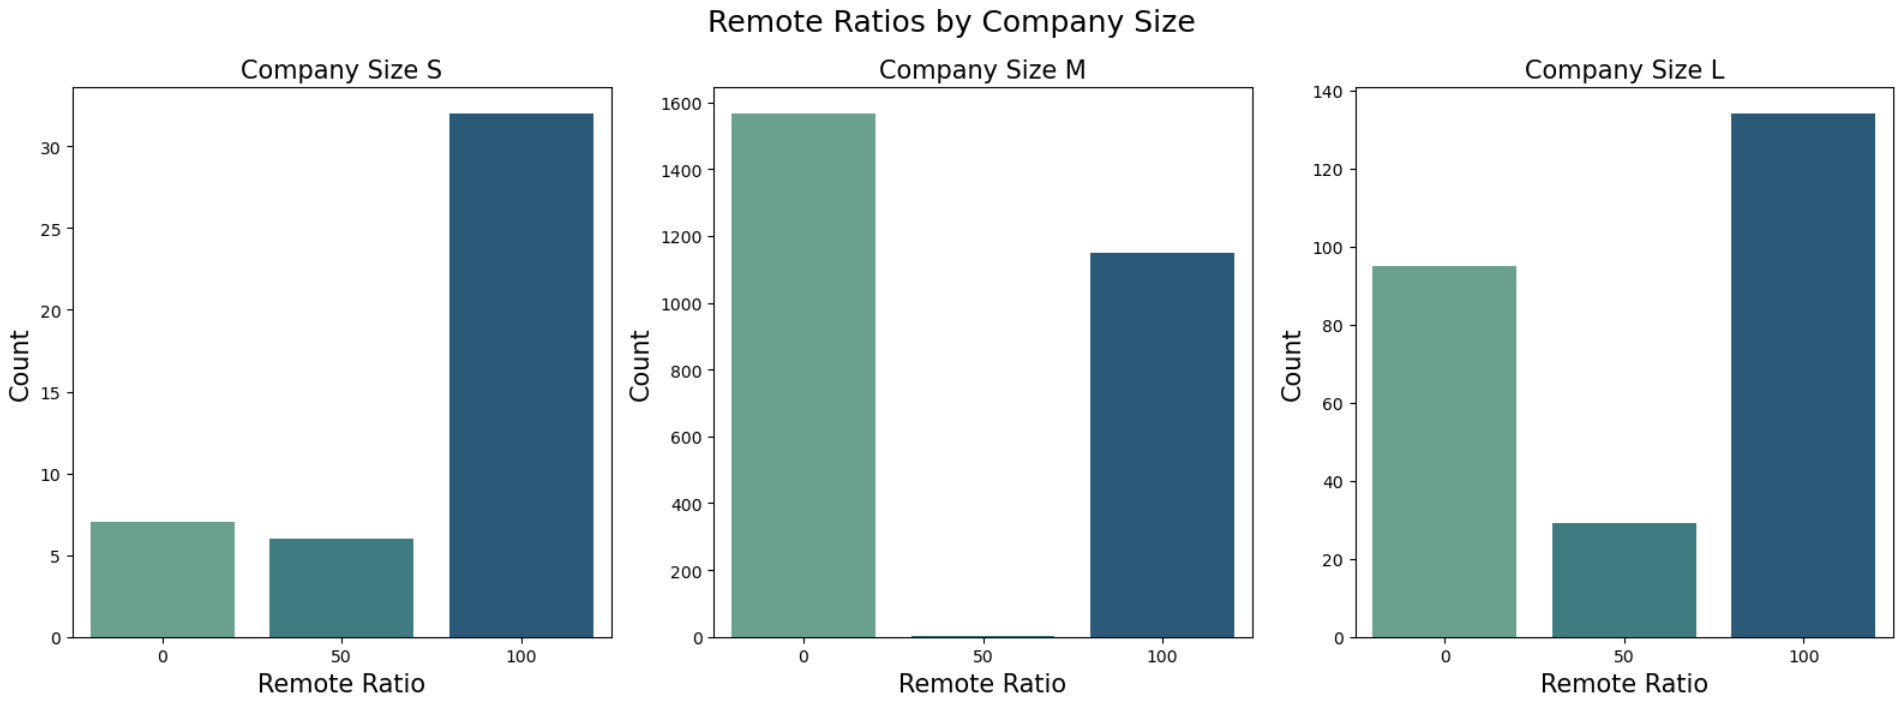 Remote Ratios by Company Size
Company Size S
Count
30
25
20
15
10
5
0
0 50 100
Remote Ratio
Company Size M
Count
1600
1400
1200
1000
800
600
400
200
0
0 50 100
Remote Ratio
Company Size L
Count
140
120
100
80
60
40
20
0
0 50 100
Remote Ratio